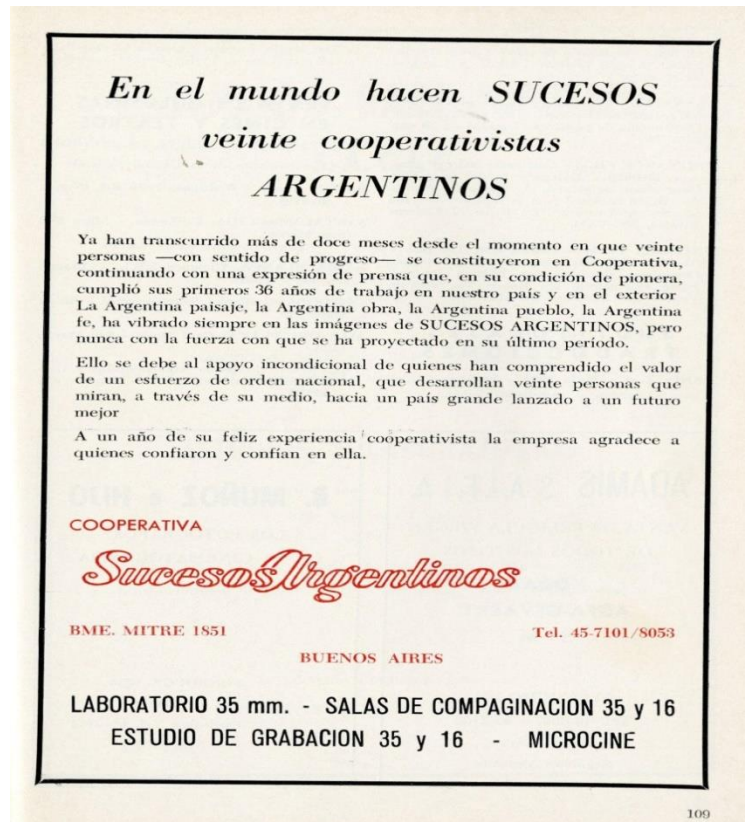 En el mundo hacen SUCESOS
veinte cooperativistas
ARGENTINOS
Ya han transcurrido más de doce meses desde el momento en que veinte
personas —con sentido de progreso— se constituyeron en Cooperativa,
continuando con una expresión de prensa que, en su condición de pionera,
cumplió sus primeros 36 años de trabajo en nuestro país y en el exterior
La Argentina paisaje, la Argentina obra, la Argentina pueblo, la Argentina
fe, ha vibrado siempre en las imágenes de SUCESOS ARGENTINOS, pero
nunca con la fuerza con que se ha proyectado en su último período.
Ello se debe al apoyo incondicional de quienes han comprendido el valor
de un esfuerzo de orden nacional, que desarrollan veinte personas que
miran, a través de su medio, hacia un país grande lanzado a un futuro
mejor
A un año de su feliz experiencia cooperativista la empresa agradece a
quienes confiaron y confían en ella.
COOPERATIVA
Sucesos Argentinos
BME. MITRE 1851 Tel. 45-7101/8053
BUENOS AIRES
LABORATORIO 35 mm. - SALAS DE COMPAGINACION 35 y 16
ESTUDIO DE GRABACION 35 y 16 - MICROCINE
109